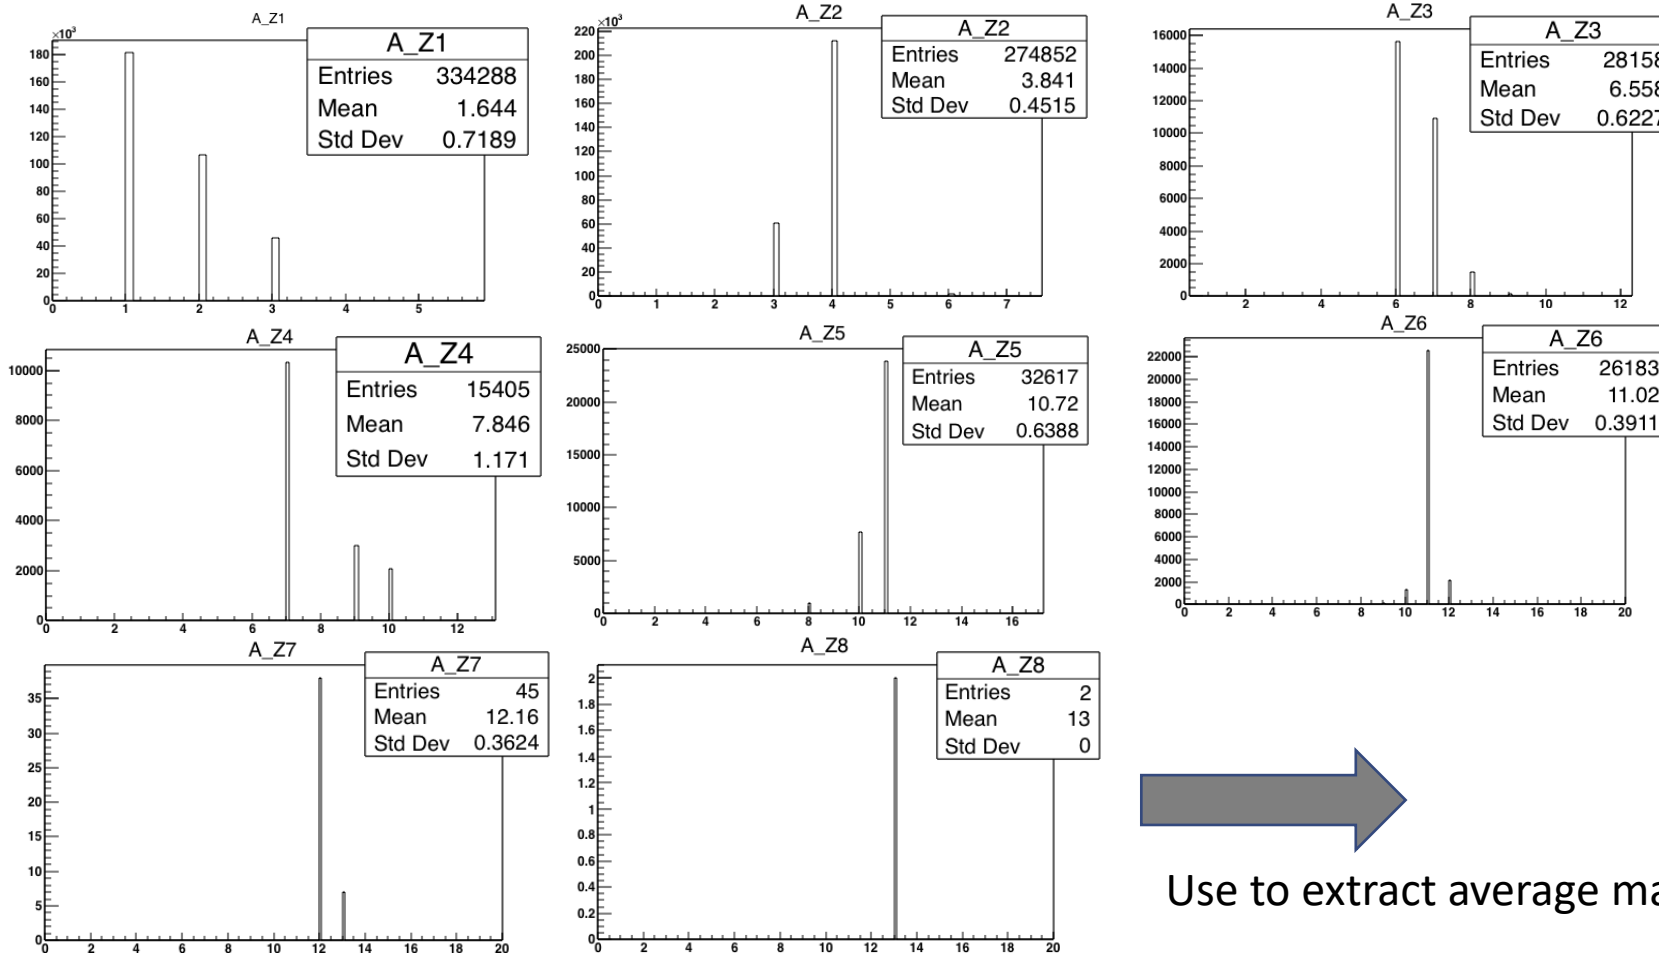 A_Z1
×10³
A_Z1
Entries 334288
Mean 1.644
Std Dev 0.7189
180
160
140
120
100
80
60
40
20
0
0 1 2 3 4 5
A_Z2
×10³
A_Z2
Entries 274852
Mean 3.841
Std Dev 0.4515
220
200
180
160
140
120
100
80
60
40
20
0
0 1 2 3 4 5 6 7
A_Z3
A_Z3
Entries 28158
Mean 6.558
Std Dev 0.6227
16000
14000
12000
10000
8000
6000
4000
2000
0
2 4 6 8 10 12
A_Z4
A_Z4
Entries 15405
Mean 7.846
Std Dev 1.171
10000
8000
6000
4000
2000
0
0 2 4 6 8 10 12
A_Z5
A_Z5
Entries 32617
Mean 10.72
Std Dev 0.6388
25000
20000
15000
10000
5000
0
0 2 4 6 8 10 12 14 16
A_Z6
A_Z6
Entries 26183
Mean 11.02
Std Dev 0.3911
22000
20000
18000
16000
14000
12000
10000
8000
6000
4000
2000
0
0 2 4 6 8 10 12 14 16 18 20
A_Z7
A_Z7
Entries 45
Mean 12.16
Std Dev 0.3624
35
30
25
20
15
10
5
0
0 2 4 6 8 10 12 14 16 18 20
A_Z8
A_Z8
Entries 2
Mean 13
Std Dev 0
2
1.8
1.6
1.4
1.2
1
0.8
0.6
0.4
0.2
0
0 2 4 6 8 10 12 14 16 18 20
Use to extract average ma